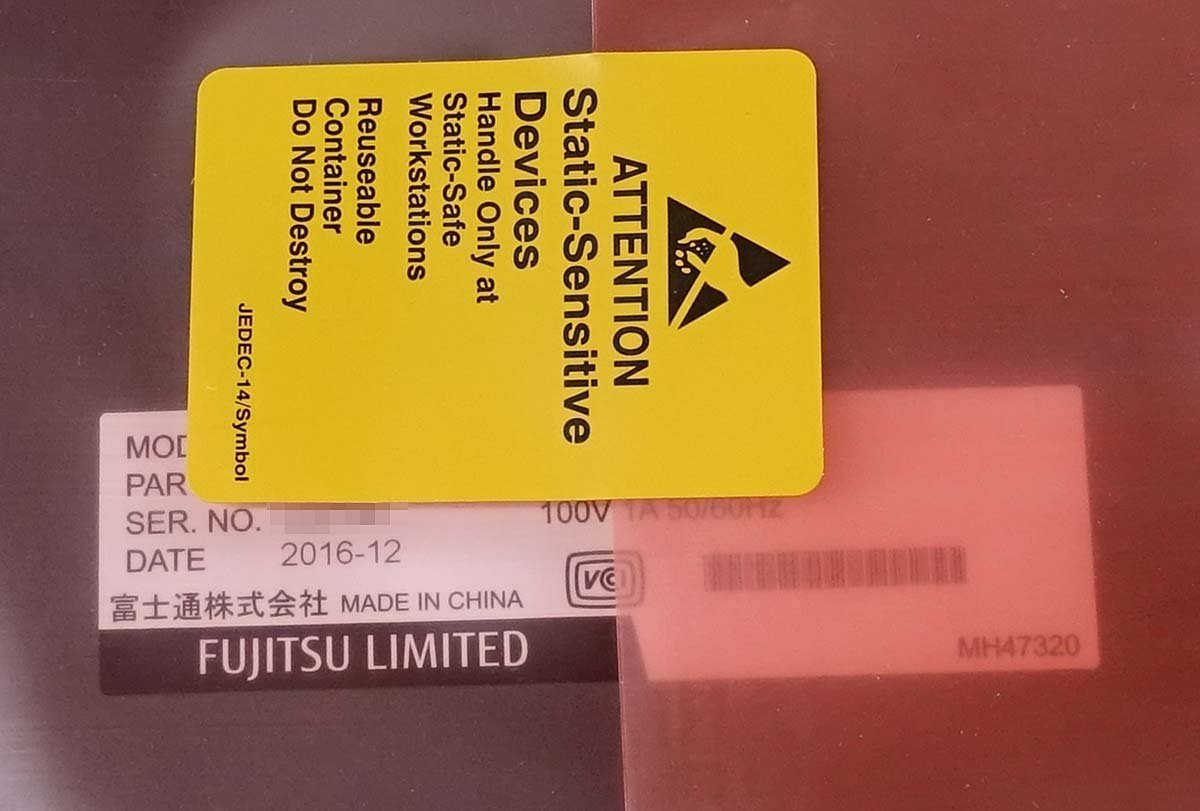 ATTENTION
Static-Sensitive
Devices
Handle Only at
Static-Safe
Workstations
Reuseable
Container
Do Not Destroy
JEDEC-14/Symbol
SER. NO.
100V 1A 50/60Hz
DATE 2016-12
VCI
富士通株式会社 MADE IN CHINA
FUJITSU LIMITED
MH47320